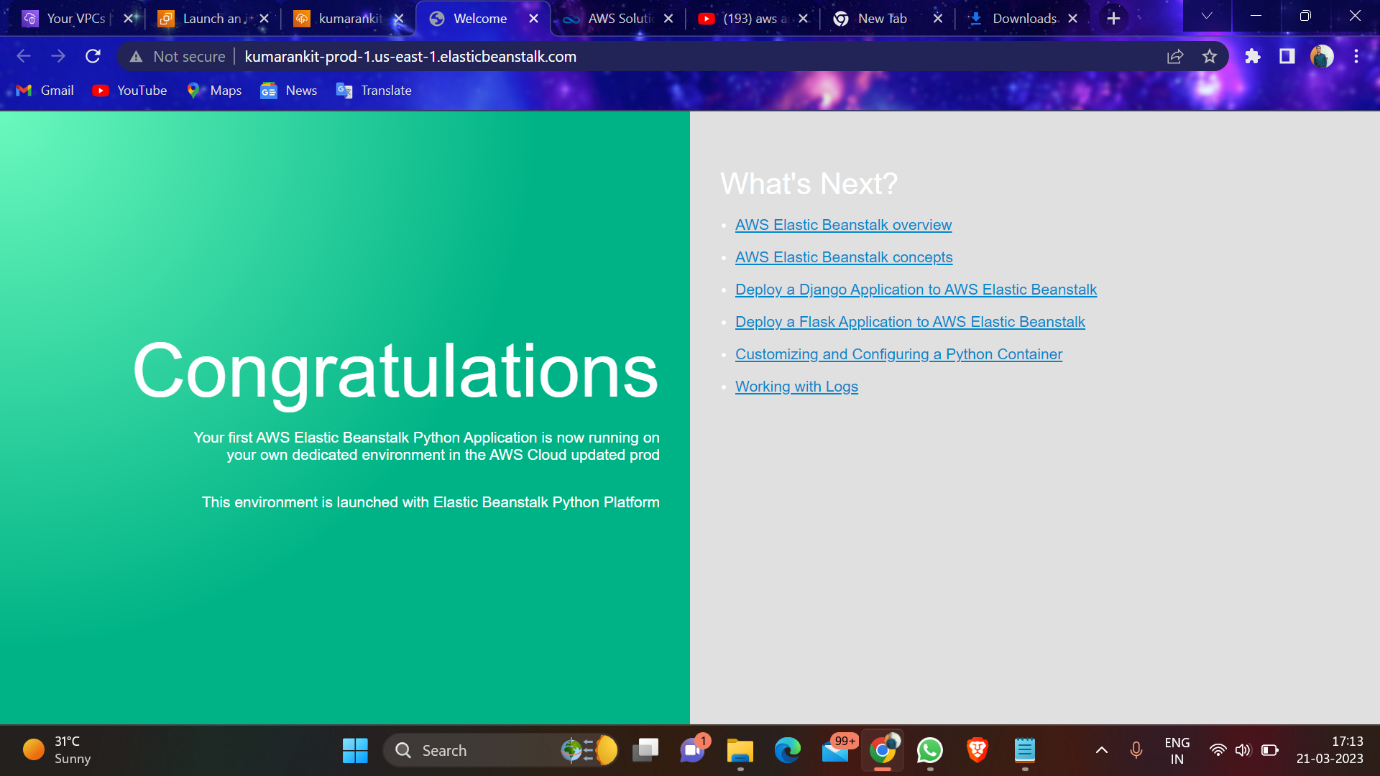 Your VPCs
Launch an
kumarankit
Welcome
AWS Soluti
(193) aws a
New Tab
Downloads
Not secure
kumarankit-prod-1.us-east-1.elasticbeanstalk.com
Gmail
YouTube
Maps
News
Translate
Congratulations
Your first AWS Elastic Beanstalk Python Application is now running on
your own dedicated environment in the AWS Cloud updated prod
This environment is launched with Elastic Beanstalk Python Platform
What's Next?
AWS Elastic Beanstalk overview
AWS Elastic Beanstalk concepts
Deploy a Django Application to AWS Elastic Beanstalk
Deploy a Flask Application to AWS Elastic Beanstalk
Customizing and Configuring a Python Container
Working with Logs
31°C
Sunny
Search
1
99+
ENG
IN
17:13
21-03-2023